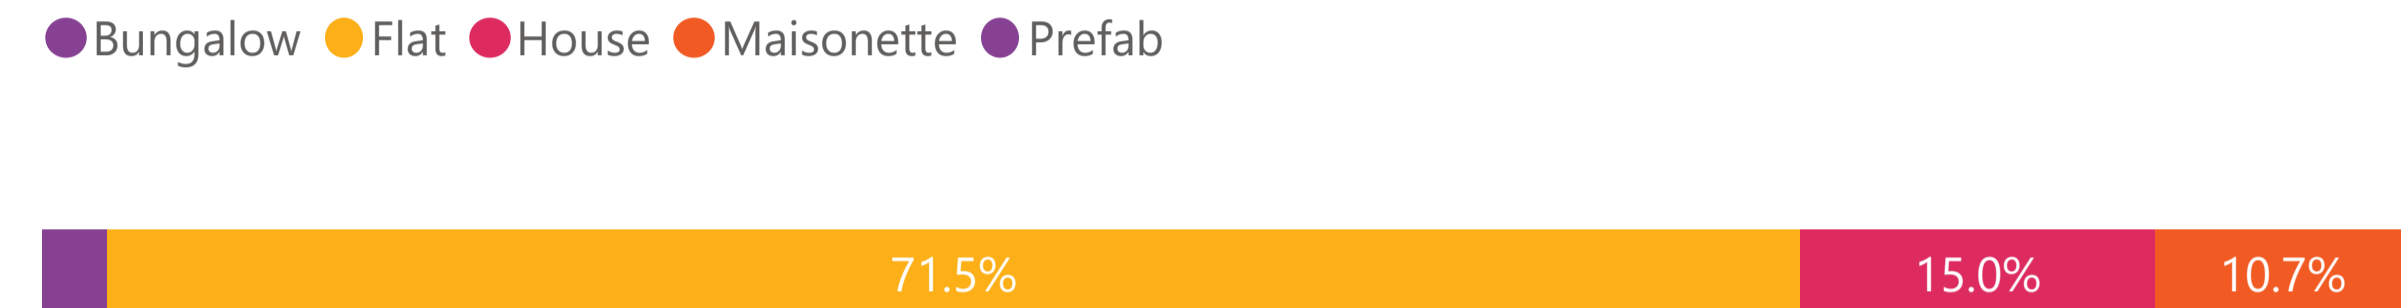 Bungalow Flat House Maisonette Prefab
71.5% 15.0% 10.7%